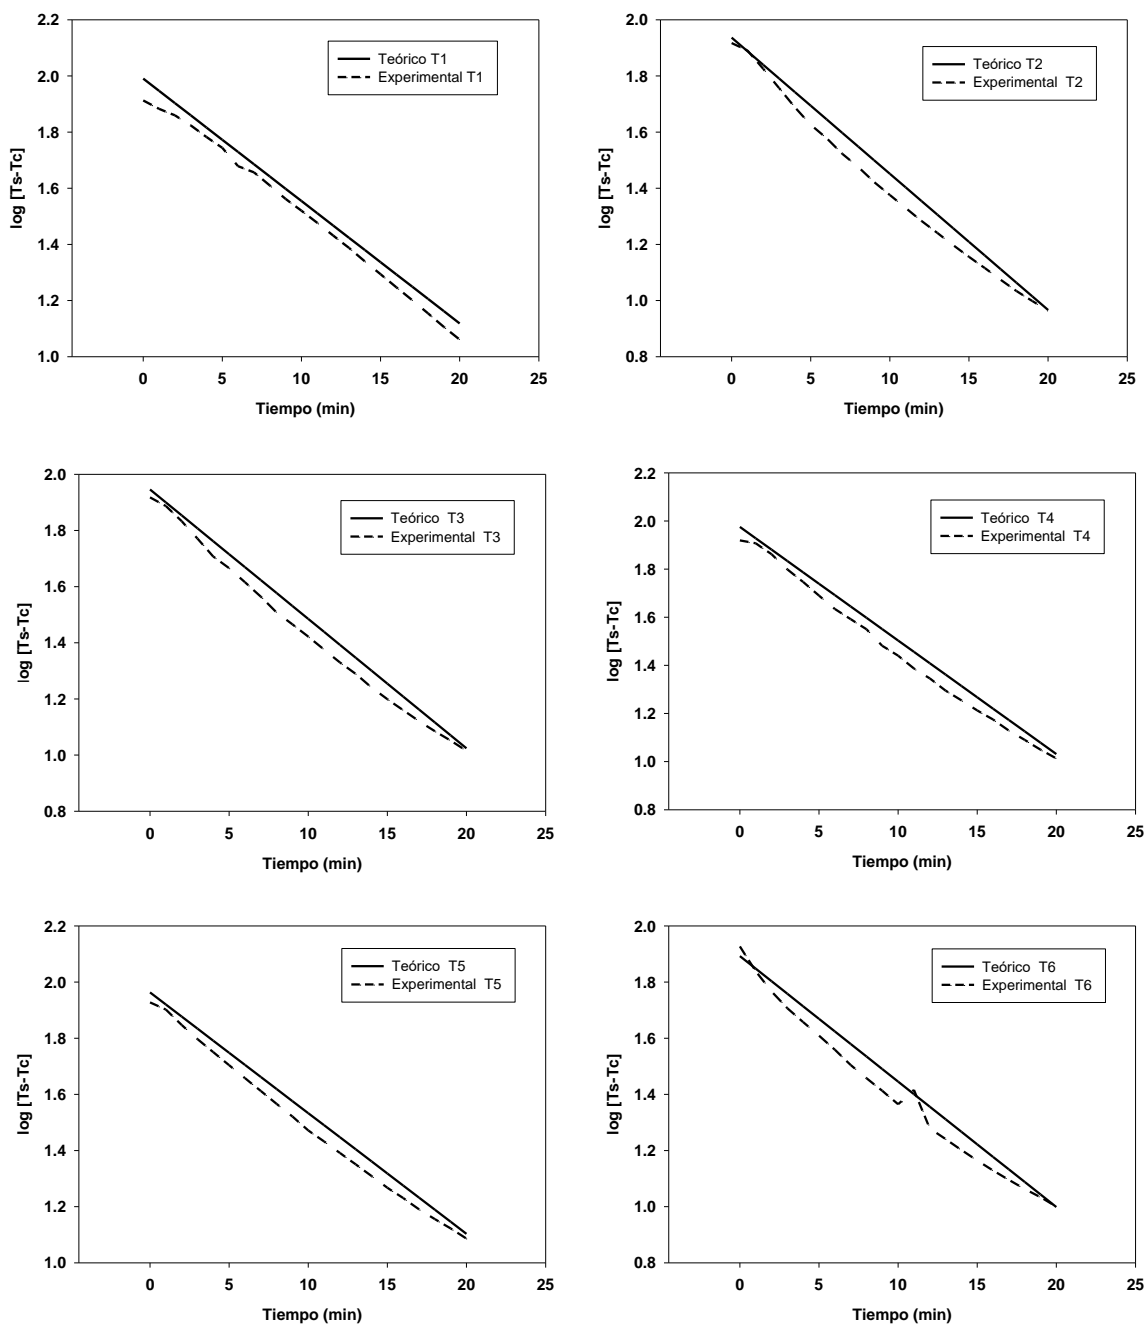 2.2
2.0
1.8
1.6
1.4
1.2
1.0
log [Ts-Tc]
Teórico T1
Experimental T1
0 5 10 15 20 25
Tiempo (min)
2.0
1.8
1.6
1.4
1.2
1.0
0.8
log [Ts-Tc]
Teórico T2
Experimental T2
0 5 10 15 20 25
Tiempo (min)
2.0
1.8
1.6
1.4
1.2
1.0
0.8
log [Ts-Tc]
Teórico T3
Experimental T3
0 5 10 15 20 25
Tiempo (min)
2.2
2.0
1.8
1.6
1.4
1.2
1.0
0.8
log [Ts-Tc]
Teórico T4
Experimental T4
0 5 10 15 20 25
Tiempo (min)
2.2
2.0
1.8
1.6
1.4
1.2
1.0
log [Ts-Tc]
Teórico T5
Experimental T5
0 5 10 15 20 25
Tiempo (min)
2.0
1.8
1.6
1.4
1.2
1.0
0.8
log [Ts-Tc]
Teórico T6
Experimental T6
0 5 10 15 20 25
Tiempo (min)